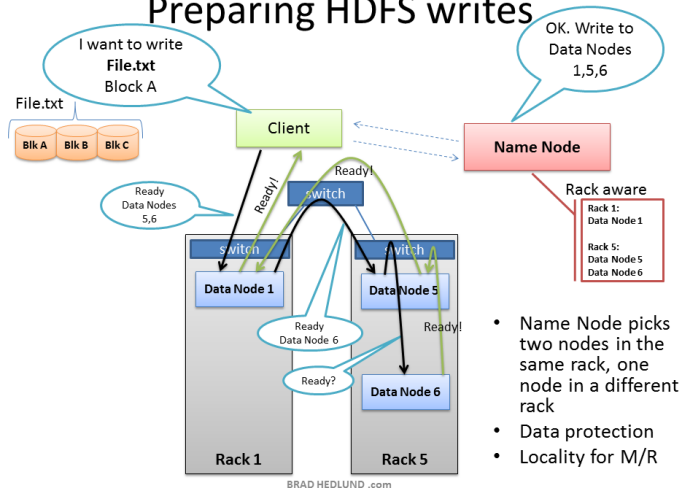 Preparing HDFS writes
I want to write
File.txt
Block A
OK. Write to
Data Nodes
1,5,6
File.txt
Blk A
Blk B
Blk C
Client
Name Node
Ready
Data Nodes
5,6
Ready!
Ready!
switch
Rack aware
Rack 1:
Data Node 1
Rack 5:
Data Node 5
Data Node 6
switch
switch
Data Node 1
Data Node 5
Ready
Data Node 6
Ready!
Ready?
Data Node 6
• Name Node picks
two nodes in the
same rack, one
node in a different
rack
• Data protection
• Locality for M/R
Rack 1
Rack 5
BRAD HEDLUND .com